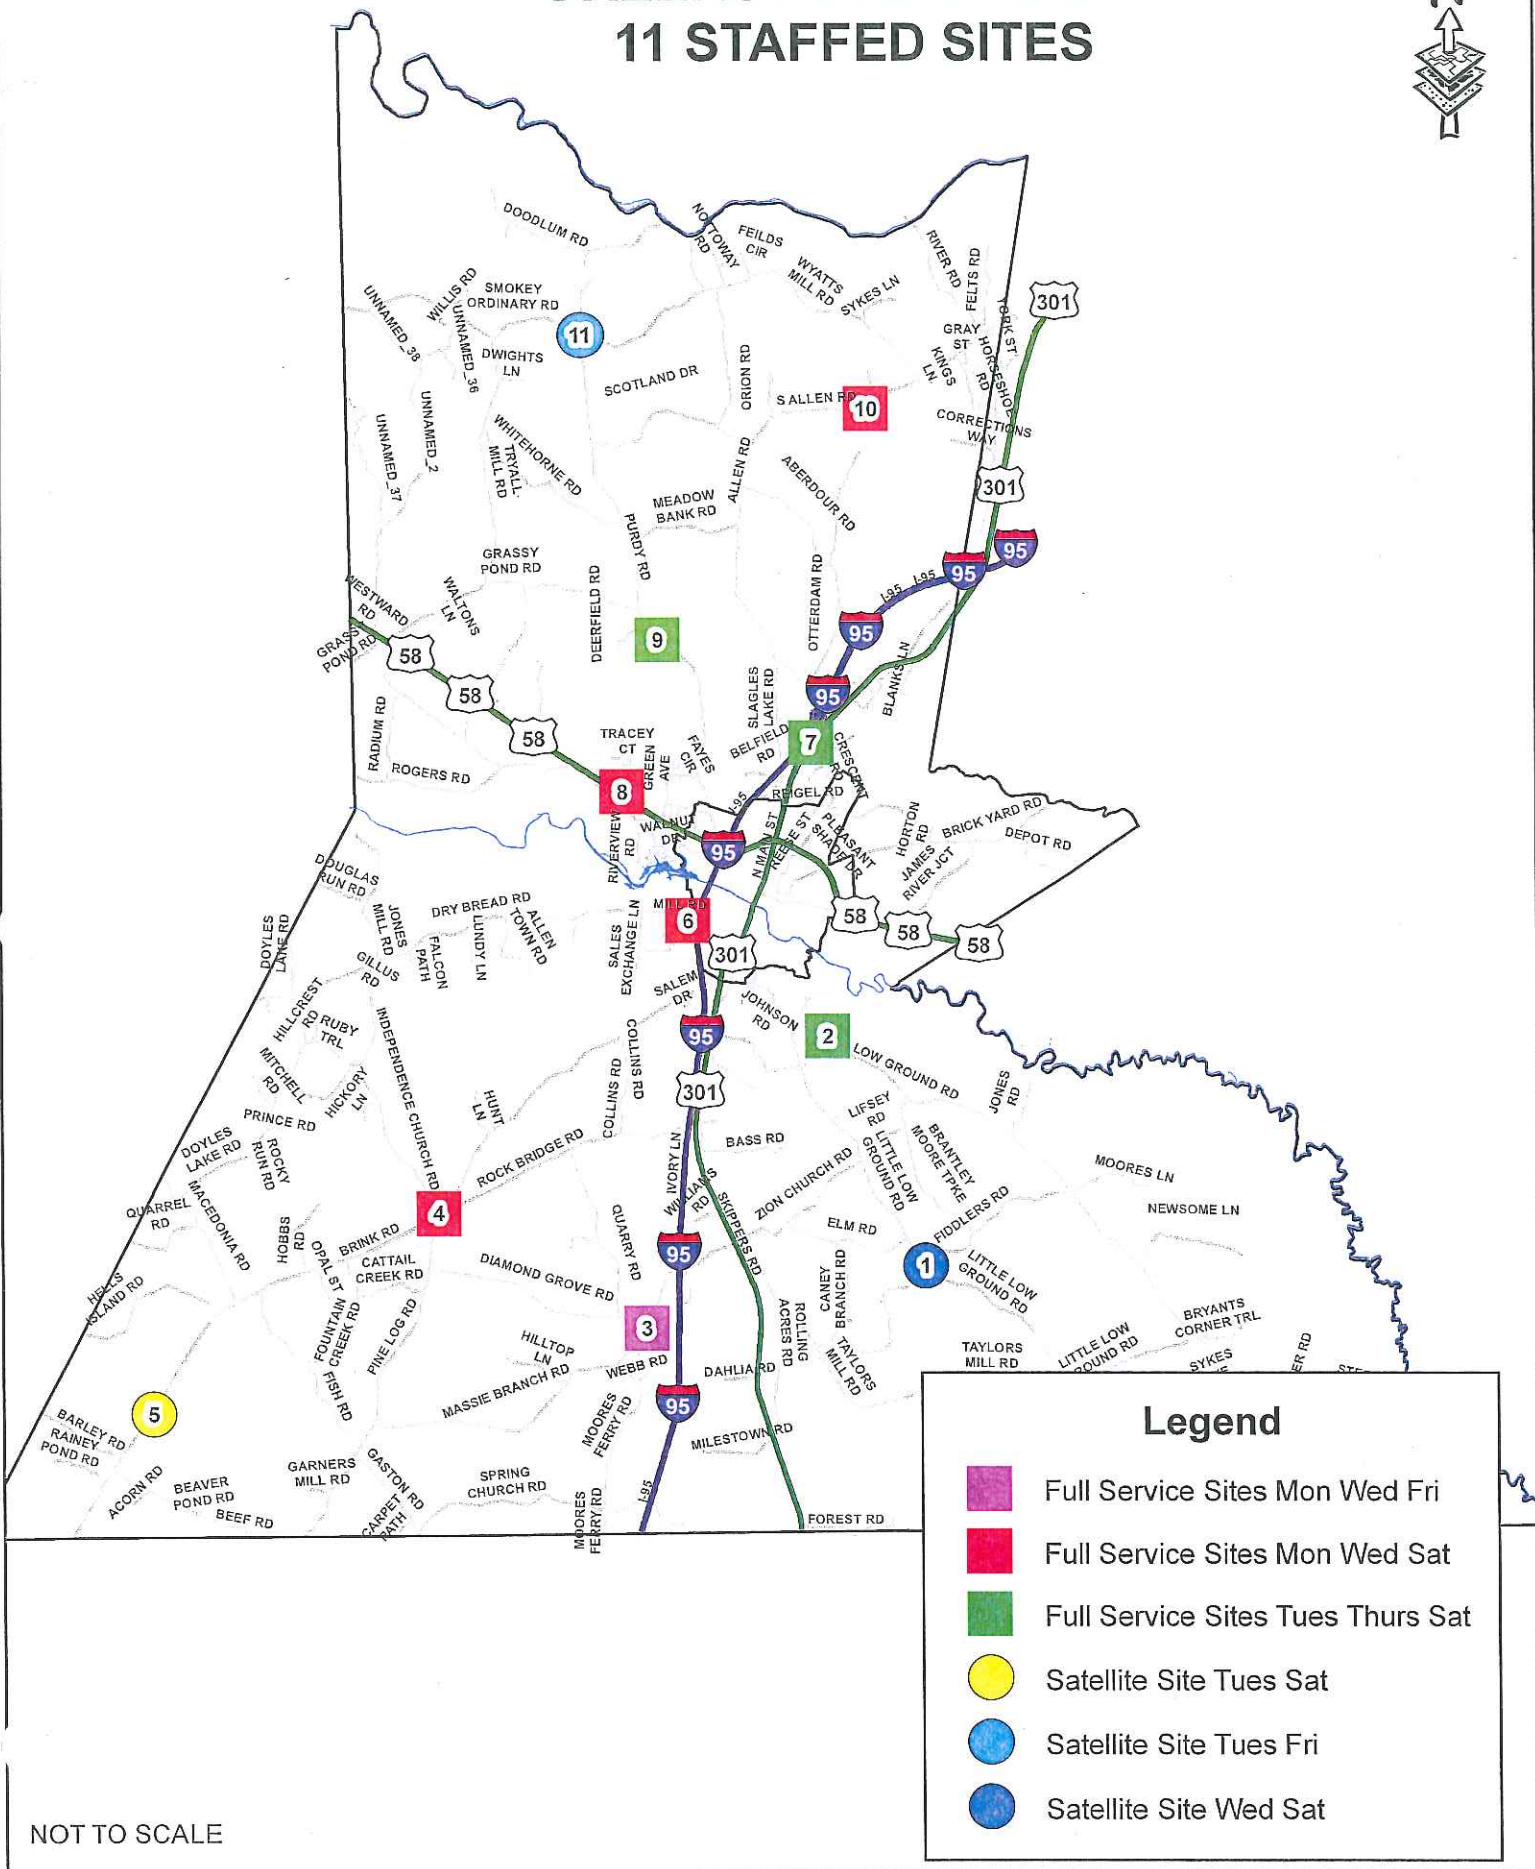 11 STAFFED SITES
DOODLUM RD
NOTTOWAY
RD
FEILDS
CIR
WYATTS
MILL RD
SYKES LN
RIVER RD
FELTS RD
YORK ST
301
UNNAMED_38
WILLIS RD
SMOKEY
ORDINARY RD
UNNAMED_36
11
DWIGHTS
LN
GRAY
ST
KINGS
LN
HORSESHOE
RD
SCOTLAND DR
ORION RD
S ALLEN RD
10
CORRECTIONS
WAY
UNNAMED_2
UNNAMED_37
WHITEHORNE RD
TRYALL
MILL RD
ALLEN RD
ABERDOUR RD
301
MEADOW
BANK RD
PURDY RD
GRASSY
POND RD
95
95
I-95
I-95
WESTWARD
RD
WALTONS
LN
DEERFIELD RD
OTTERDAM RD
GRASSY
POND RD
58
9
95
BLANKS LN
58
95
SLAGLES
LAKE RD
RADIUM RD
58
TRACEY
CT
GREEN
AVE
FAYES
CIR
BELFIELD
RD
7
CRESCENT
RD
ROGERS RD
8
I-95
REIGEL RD
WALNUT
DR
RIVERVIEW
RD
95
N MAIN ST
REESE ST
PLEASANT
SHADE DR
HORTON
RD
BRICK YARD RD
DEPOT RD
JAMES
RIVER JCT
DOUGLAS
RUN RD
DRY BREAD RD
DOYLES
LAKE RD
JONES
MILL RD
FALCON
PATH
LUNDY LN
ALLEN
TOWN RD
SALES
EXCHANGE LN
MILL RD
6
58
58
58
301
GILLUS
RD
SALEM
DR
JOHNSON
RD
HILLCREST
RD
RUBY
TRL
95
2
MITCHELL
RD
HICKORY
LN
INDEPENDENCE CHURCH RD
COLLINS RD
COLLINS RD
LOW GROUND RD
JONES
RD
301
HUNT
LN
LIFSEY
RD
PRINCE RD
DOYLES
LAKE RD
ROCKY
RUN RD
ROCK BRIDGE RD
IVORY LN
BASS RD
LITTLE LOW
GROUND RD
BRANTLEY
MOORE TPKE
MOORES LN
ZION CHURCH RD
WILLIAMS
RD
QUARREL
RD
MACEDONIA RD
4
FIDDLERS RD
NEWSOME LN
HOBBS
RD
BRINK RD
QUARRY RD
SKIPPERS RD
ELM RD
OPAL ST
CATTAIL
CREEK RD
95
1
HELLS
ISLAND RD
DIAMOND GROVE RD
LITTLE LOW
GROUND RD
CANEY
BRANCH RD
FOUNTAIN
CREEK RD
PINE LOG RD
3
ROLLING
ACRES RD
BRYANTS
CORNER TRL
HILLTOP
LN
TAYLORS
MILL RD
TAYLORS
MILL RD
LITTLE LOW
SYKES
WEBB RD
DAHLIA RD
FISH RD
MASSIE BRANCH RD
95
5
BARLEY RD
RAINEY
POND RD
MOORES
FERRY RD
MILESTOWN RD
ACORN RD
BEAVER
POND RD
BEEF RD
GARNERS
MILL RD
GASTON RD
CARPET
PATH
SPRING
CHURCH RD
MOORES
FERRY RD
I-95
FOREST RD
Legend
Full Service Sites Mon Wed Fri
Full Service Sites Mon Wed Sat
Full Service Sites Tues Thurs Sat
Satellite Site Tues Sat
Satellite Site Tues Fri
Satellite Site Wed Sat
NOT TO SCALE